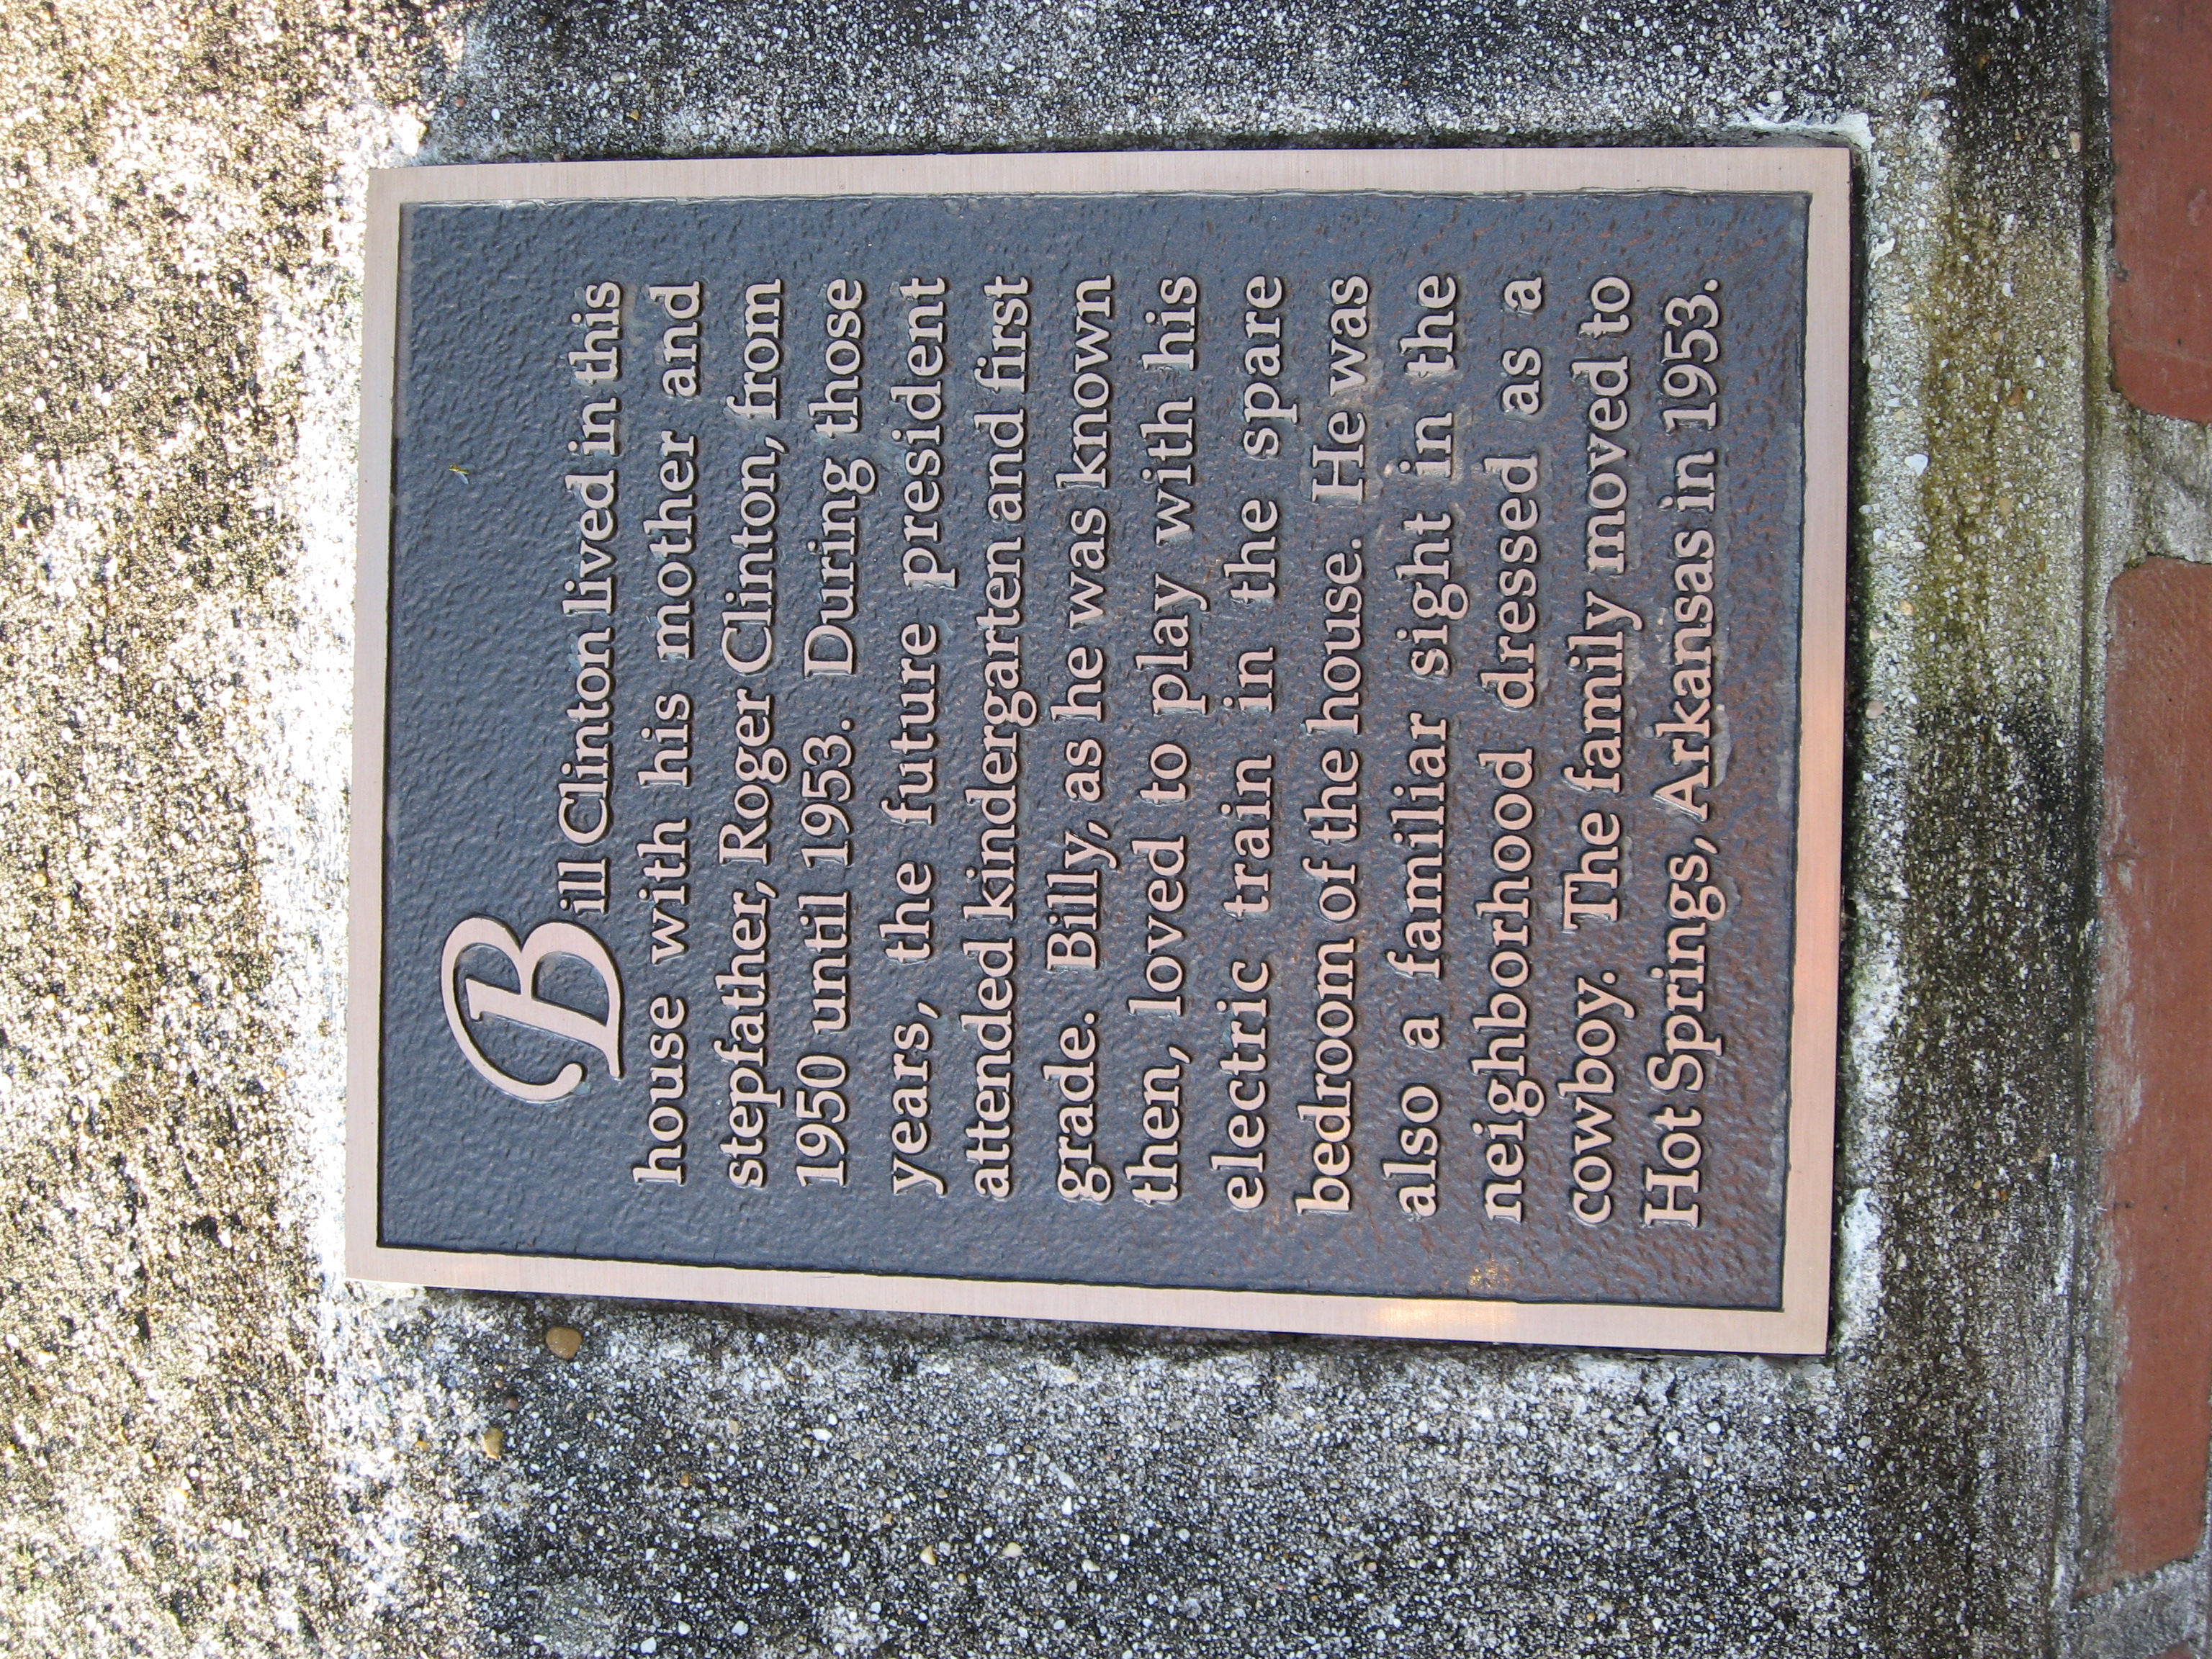 Bill Clinton lived in this
house with his mother and
stepfather, Roger Clinton, from
1950 until 1953. During those
years, the future president
attended kindergarten and first
grade. Billy, as he was known
then, loved to play with his
electric train in the spare
bedroom of the house. He was
also a familiar sight in the
neighborhood dressed as a
cowboy. The family moved to
Hot Springs, Arkansas in 1953.